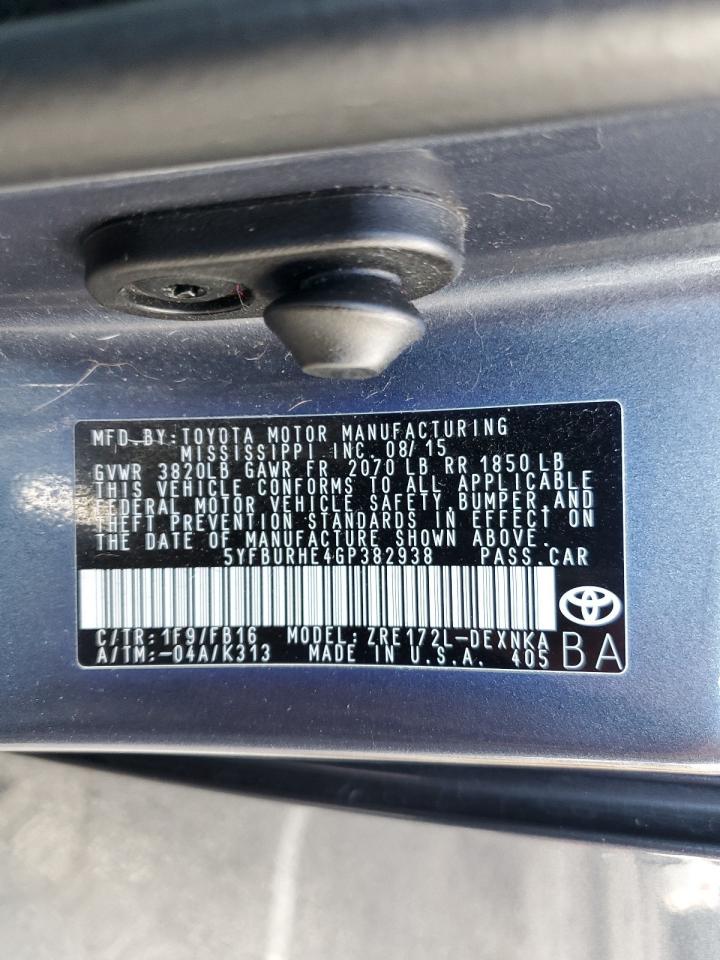 MFD.BY:TOYOTA MOTOR MANUFACTURING
MISSISSIPPI INC. 08/15
GVWR 3820LB GAWR FR 2070 LB RR 1850 LB
THIS VEHICLE CONFORMS TO ALL APPLICABLE
FEDERAL MOTOR VEHICLE SAFETY, BUMPER, AND
THEFT PREVENTION STANDARDS IN EFFECT ON
THE DATE OF MANUFACTURE SHOWN ABOVE.
5YFBURHE4GP382938 PASS.CAR
C/TR:1F9/FB16 MODEL:ZRE172L-DEXNKA
A/TM:-04A/K313 MADE IN U.S.A. 405 BA